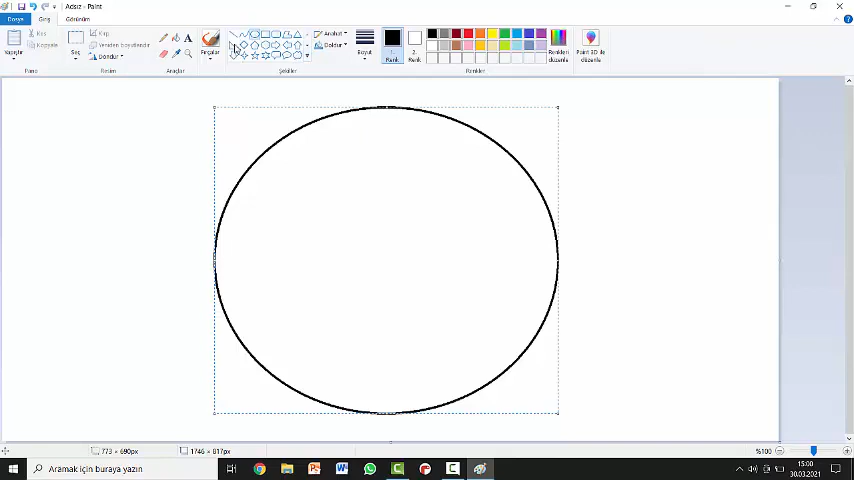 Adsız - Paint
Dosya Giriş Görünüm
Yapıştır
Kes
Kopyala
Pano
Seç
Kırp
Yeniden boyutlandır
Döndür
Resim
A
Araçlar
Fırçalar
Şekiller
Anahat
Doldur
Boyut
1. Renk
2. Renk
Renkleri düzenle
Paint 3D ile düzenle
Renkler
773 × 690px
1746 × 817px
%100
Aramak için buraya yazın
15:00
30.03.2021